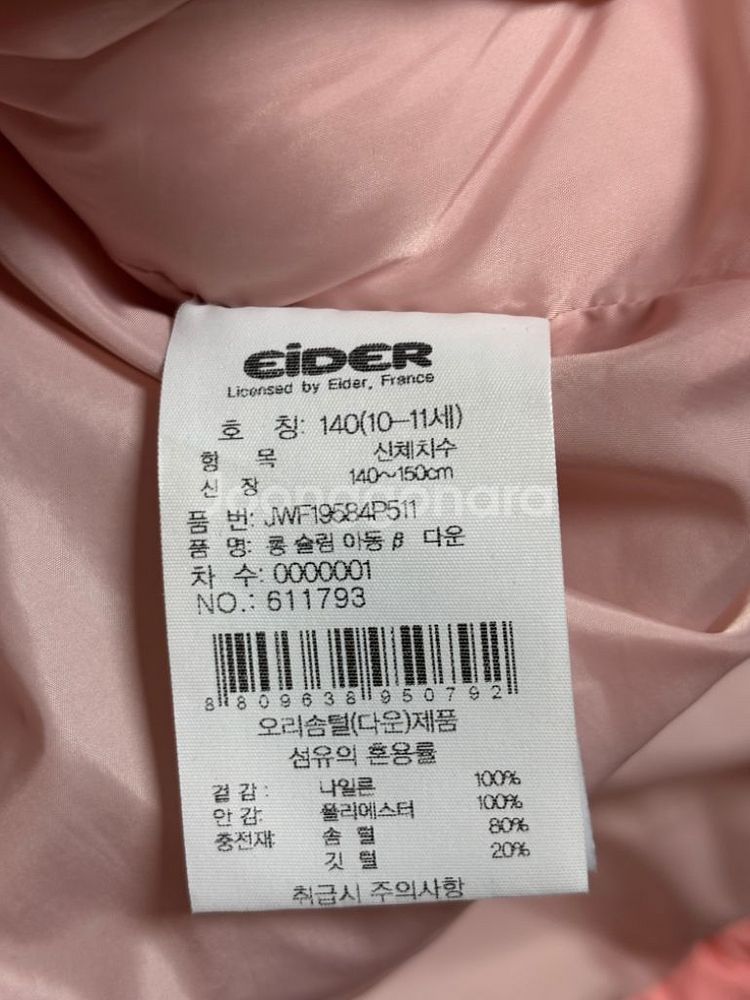 EiDER
Licensed by Eider, France
호 칭: 140(10-11세)
항 목 신체치수
신 장 140~150cm
품 번: JWF19584P511
품 명: 롱 슬림 아동 β 다운
차 수: 0000001
NO.: 611793
8809638950792
오리솜털(다운)제품
섬유의 혼용률
겉감: 나일론 100%
안감: 폴리에스터 100%
충전재: 솜 털 80%
깃 털 20%
취급시 주의사항